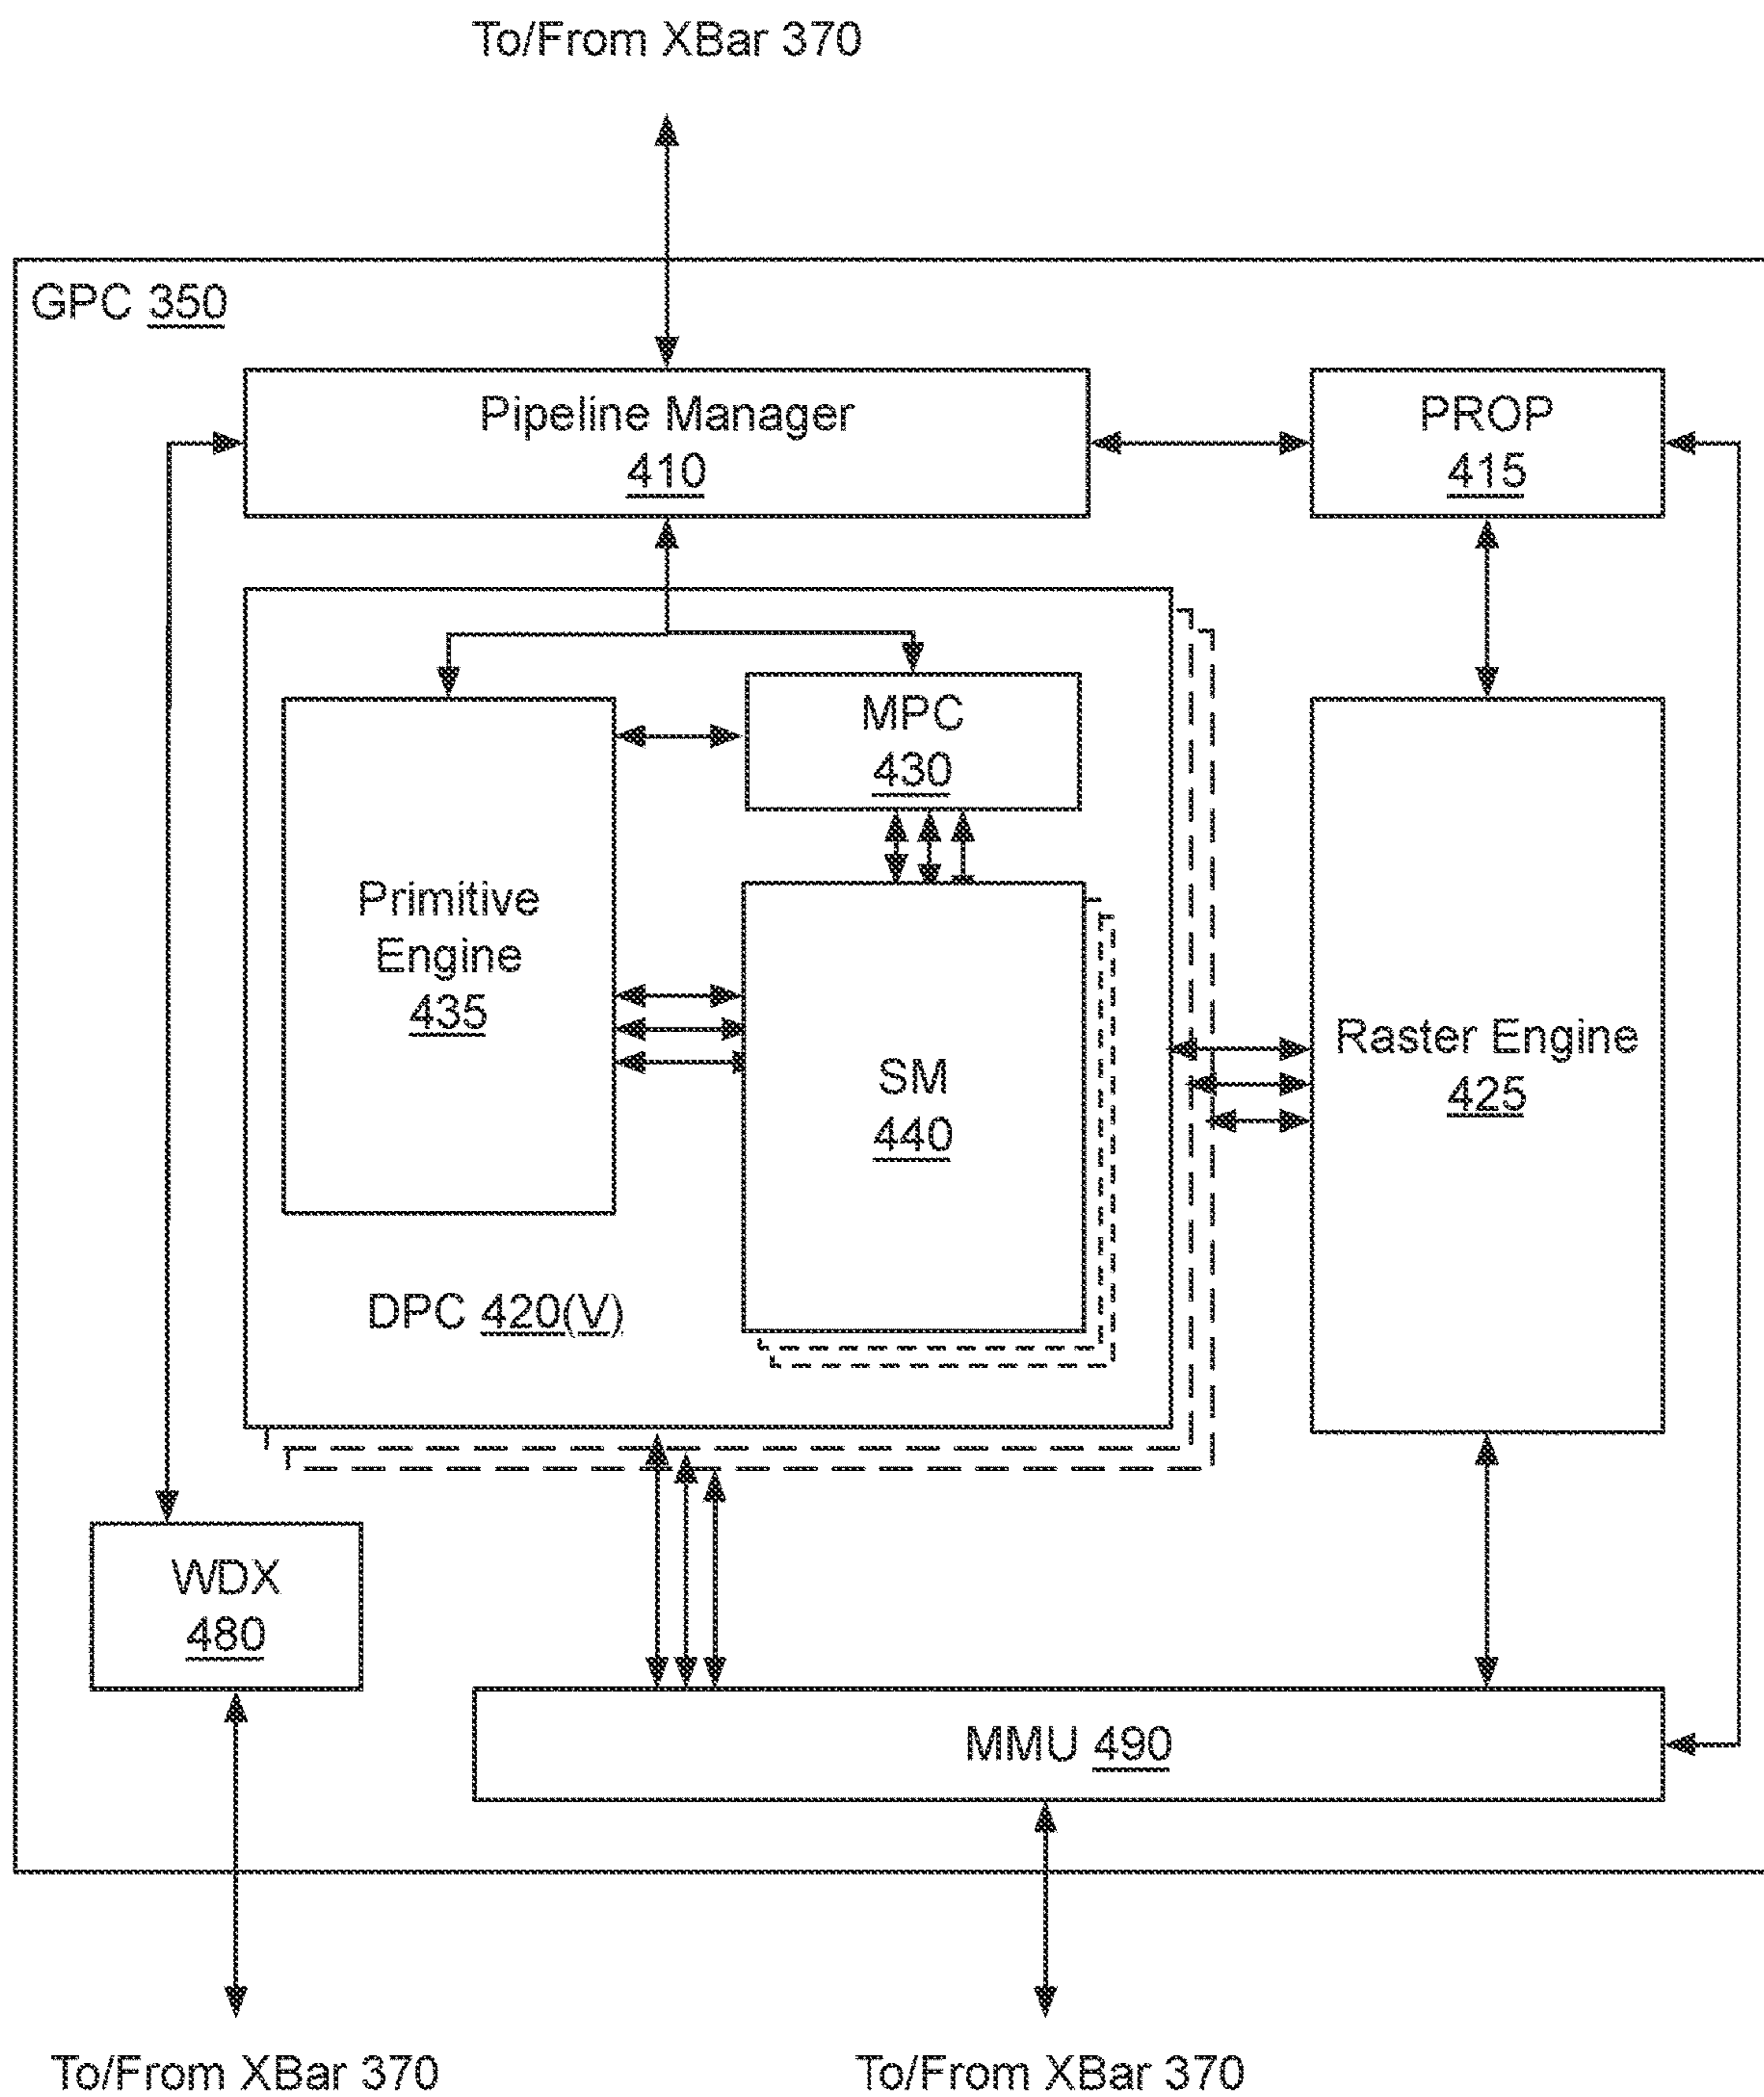 To/From XBar 370
GPC 350
Pipeline Manager
410
PROP
415
MPC
430
Primitive
Engine
435
SM
440
Raster Engine
425
DPC 420(V)
WDX
480
MMU 490
To/From XBar 370
To/From XBar 370